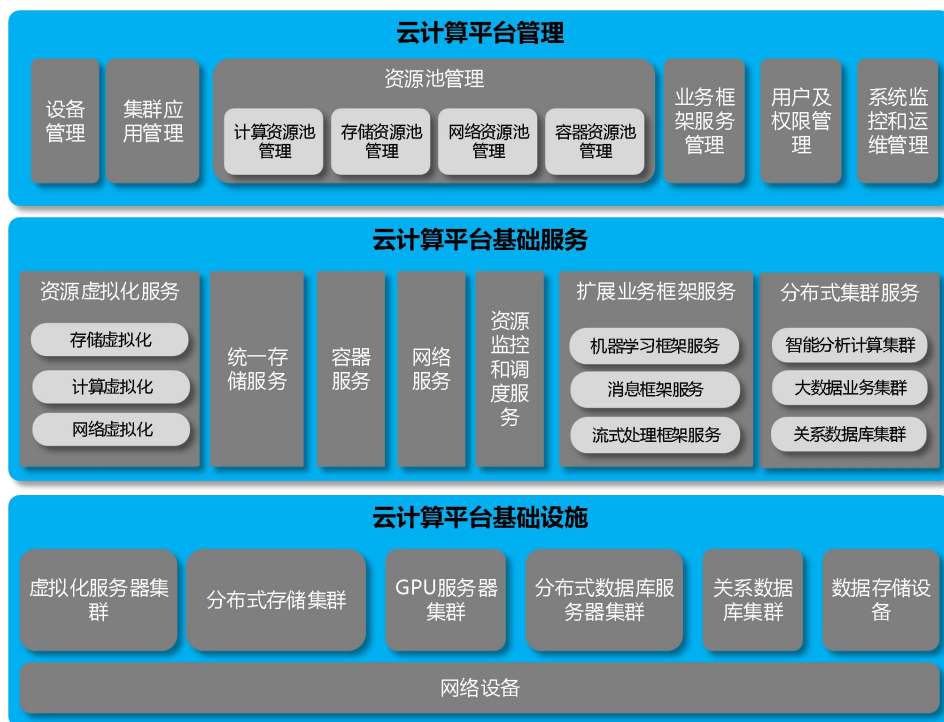 云计算平台管理
设备
管理
集群应
用管理
资源池管理
计算资源池
管理
存储资源池
管理
网络资源池
管理
容器资源池
管理
业务框
架服务
管理
用户及
权限管
理
系统监
控和运
维管理
云计算平台基础服务
资源虚拟化服务
存储虚拟化
计算虚拟化
网络虚拟化
统一存
储服务
容器
服务
网络
服务
资源
监控
和调
度服
务
扩展业务框架服务
机器学习框架服务
消息框架服务
流式处理框架服务
分布式集群服务
智能分析计算集群
大数据业务集群
关系数据库集群
云计算平台基础设施
虚拟化服务器集
群
分布式存储集群
GPU服务器
集群
分布式数据库服
务器集群
关系数据
库集群
数据存储设
备
网络设备